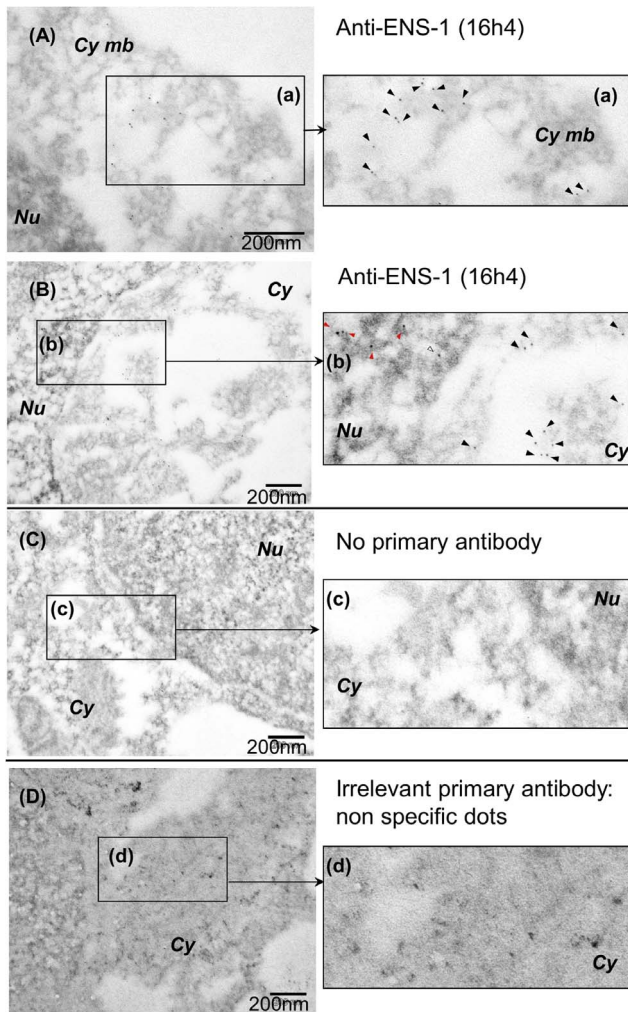 (A)
Cy mb
(a)
Nu
200nm
Anti-ENS-1 (16h4)
(a)
Cy mb
(B)
Cy
(b)
Nu
200nm
Anti-ENS-1 (16h4)
(b)
Nu
Cy
(C)
Nu
(c)
Cy
200nm
No primary antibody
(c)
Nu
Cy
(D)
(d)
Cy
200nm
Irrelevant primary antibody:
non specific dots
(d)
Cy